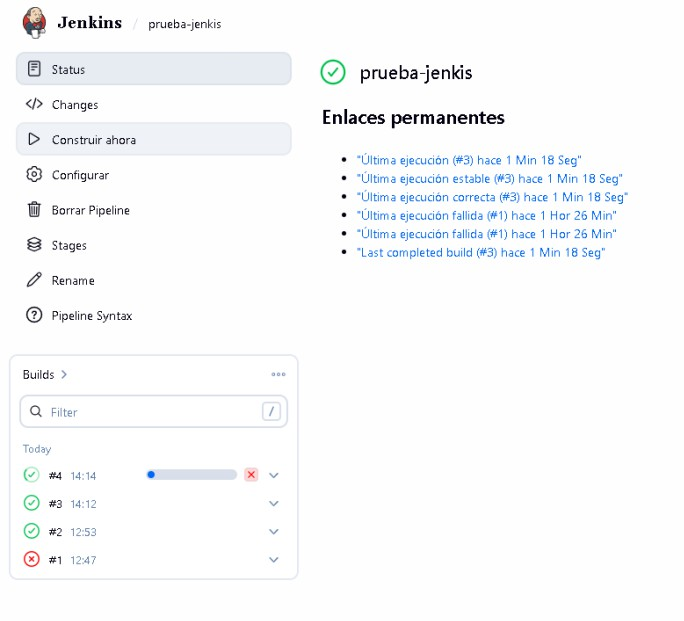 Jenkins / prueba-jenkis
Status
Changes
Construir ahora
Configurar
Borrar Pipeline
Stages
Rename
Pipeline Syntax
prueba-jenkis
Enlaces permanentes
"Última ejecución (#3) hace 1 Min 18 Seg"
"Última ejecución estable (#3) hace 1 Min 18 Seg"
"Última ejecución correcta (#3) hace 1 Min 18 Seg"
"Última ejecución fallida (#1) hace 1 Hor 26 Min"
"Última ejecución fallida (#1) hace 1 Hor 26 Min"
"Last completed build (#3) hace 1 Min 18 Seg"
Builds
Filter /
Today
#4 14:14
#3 14:12
#2 12:53
#1 12:47